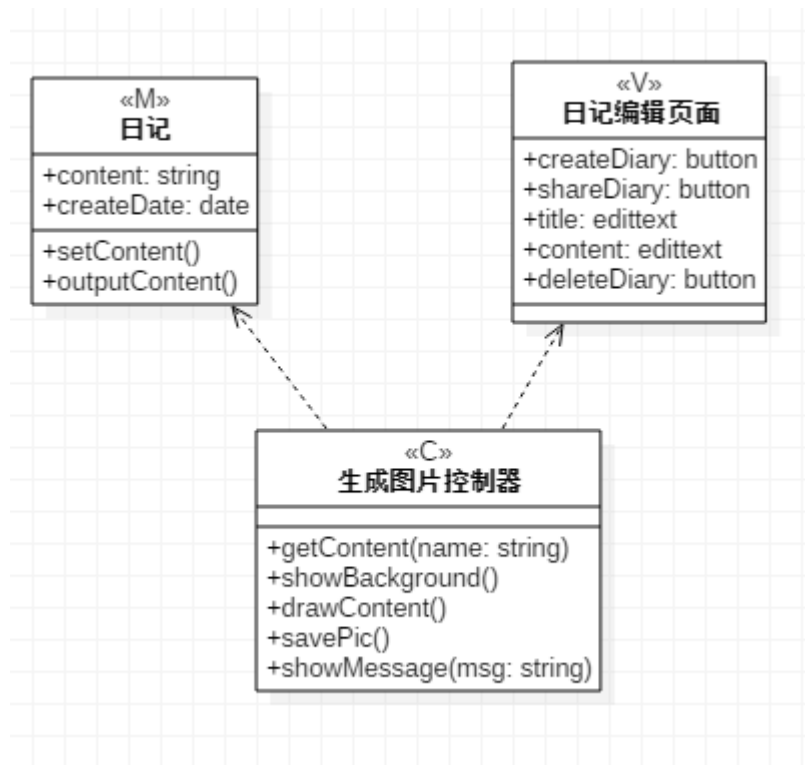 «M»
日记
+content: string
+createDate: date
+setContent()
+outputContent()
«V»
日记编辑页面
+createDiary: button
+shareDiary: button
+title: edittext
+content: edittext
+deleteDiary: button
«C»
生成图片控制器
+getContent(name: string)
+showBackground()
+drawContent()
+savePic()
+showMessage(msg: string)